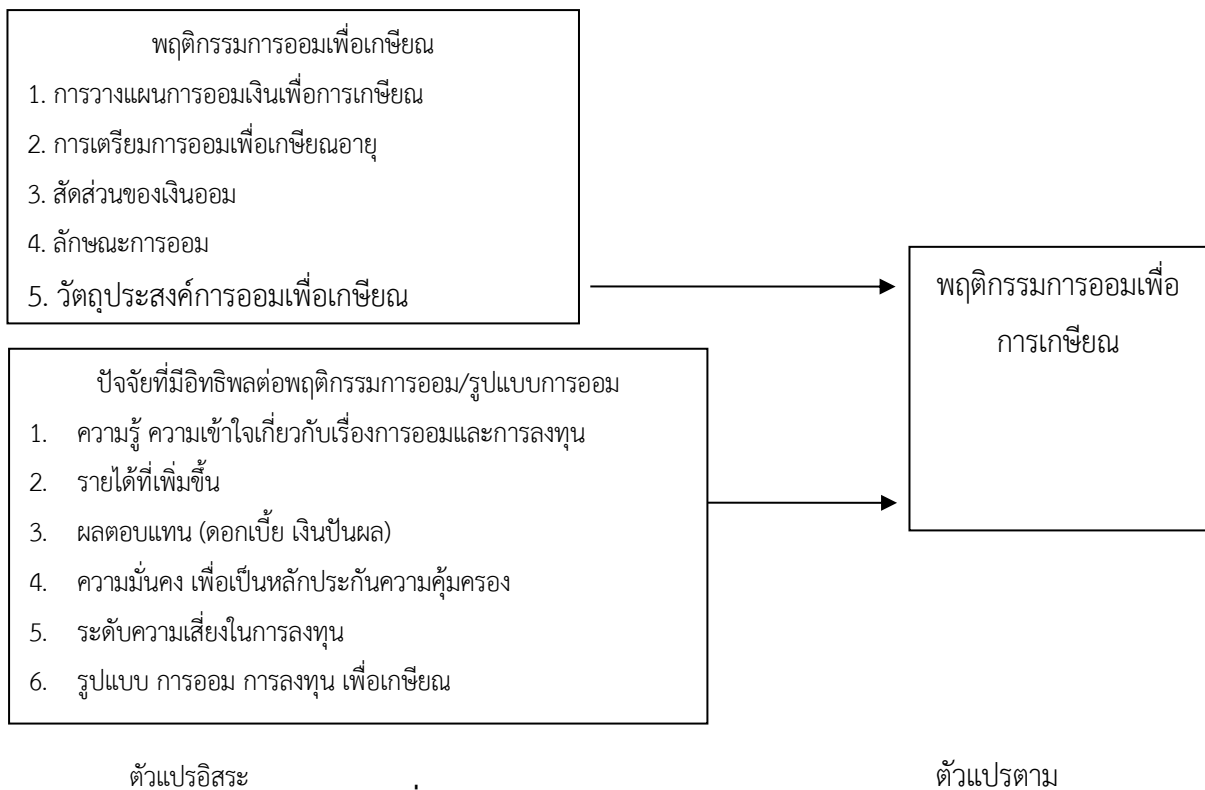 พฤติกรรมการออมเพื่อเกษียณ
1. การวางแผนการออมเงินเพื่อการเกษียณ
2. การเตรียมการออมเพื่อเกษียณอายุ
3. สัดส่วนของเงินออม
4. ลักษณะการออม
5. วัตถุประสงค์การออมเพื่อเกษียณ
ปัจจัยที่มีอิทธิพลต่อพฤติกรรมการออม/รูปแบบการออม
1. ความรู้ ความเข้าใจเกี่ยวกับเรื่องการออมและการลงทุน
2. รายได้ที่เพิ่มขึ้น
3. ผลตอบแทน (ดอกเบี้ย เงินปันผล)
4. ความมั่นคง เพื่อเป็นหลักประกันความคุ้มครอง
5. ระดับความเสี่ยงในการลงทุน
6. รูปแบบ การออม การลงทุน เพื่อเกษียณ
พฤติกรรมการออมเพื่อ
การเกษียณ
ตัวแปรอิสระ
ตัวแปรตาม